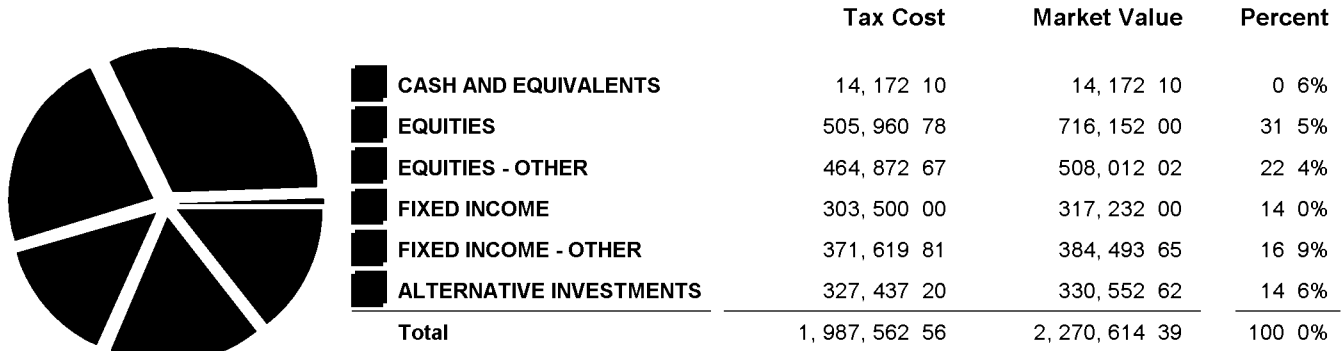 Tax Cost Market Value Percent
CASH AND EQUIVALENTS 14, 172 10 14, 172 10 0 6%
EQUITIES 505, 960 78 716, 152 00 31 5%
EQUITIES - OTHER 464, 872 67 508, 012 02 22 4%
FIXED INCOME 303, 500 00 317, 232 00 14 0%
FIXED INCOME - OTHER 371, 619 81 384, 493 65 16 9%
ALTERNATIVE INVESTMENTS 327, 437 20 330, 552 62 14 6%
Total 1, 987, 562 56 2, 270, 614 39 100 0%